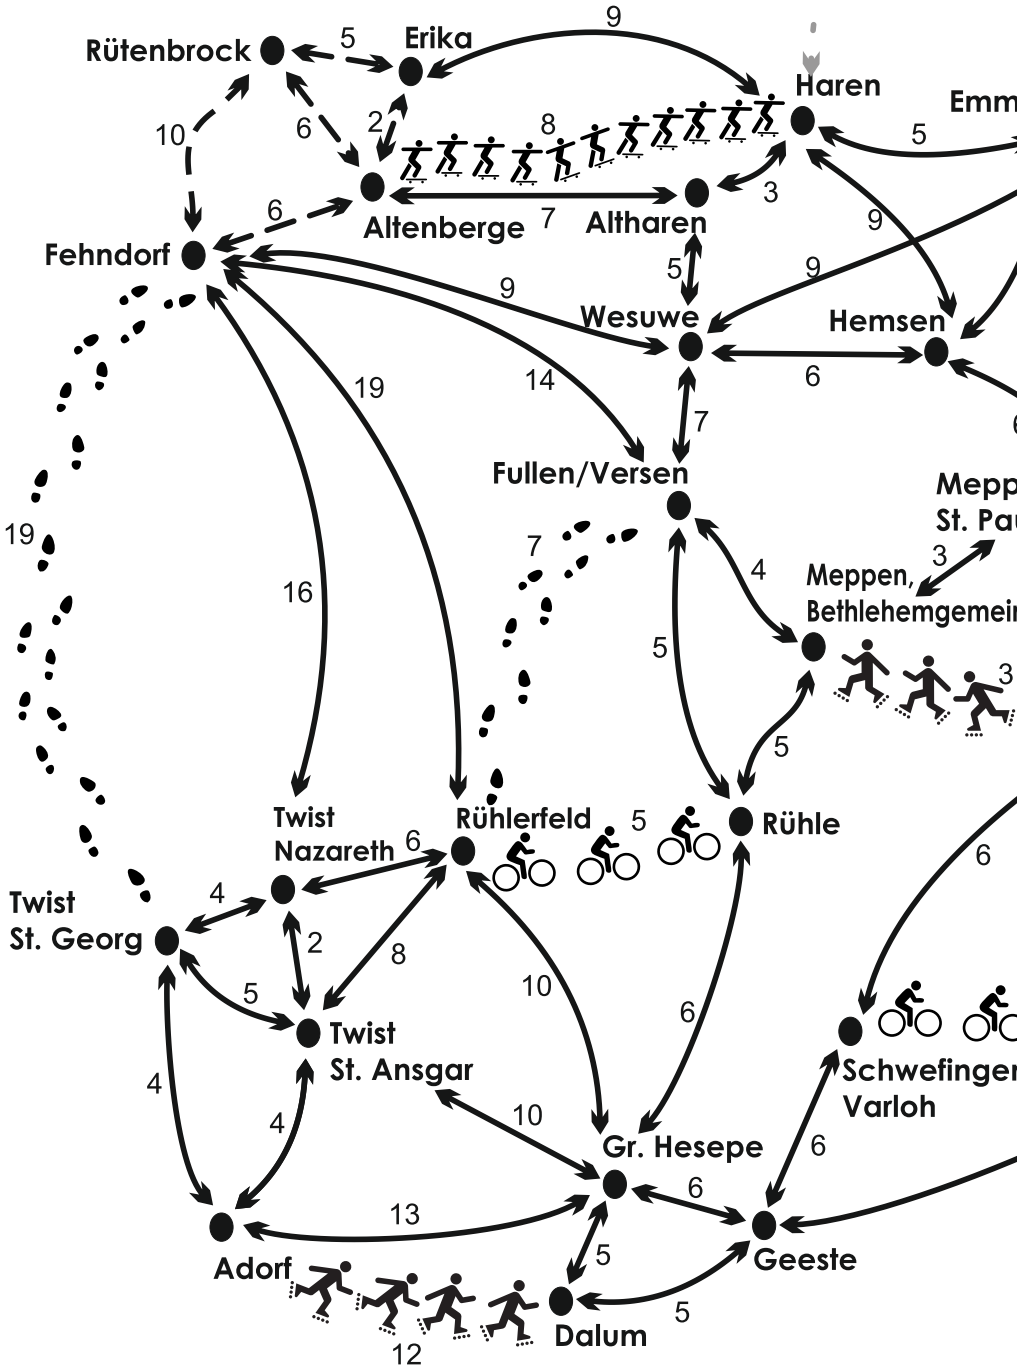 9
5
Erika
Rütenbrock
Haren
Emm
10
6
2
8
5
3
6
7
9
Altenberge
Altharen
Fehndorf
5
9
9
Wesuwe
Hemsen
19
14
6
7
Fullen/Versen
Mepp
St. Pau
19
7
3
4
Meppen,
Bethlehemgemein
16
5
3
5
Twist
Nazareth
6
Rühlerfeld
5
Rühle
6
4
Twist
St. Georg
2
8
5
10
6
Twist
St. Ansgar
Schwefinger
Varloh
4
4
10
Gr. Hesepe
6
6
13
5
Geeste
Adorf
5
Dalum
12